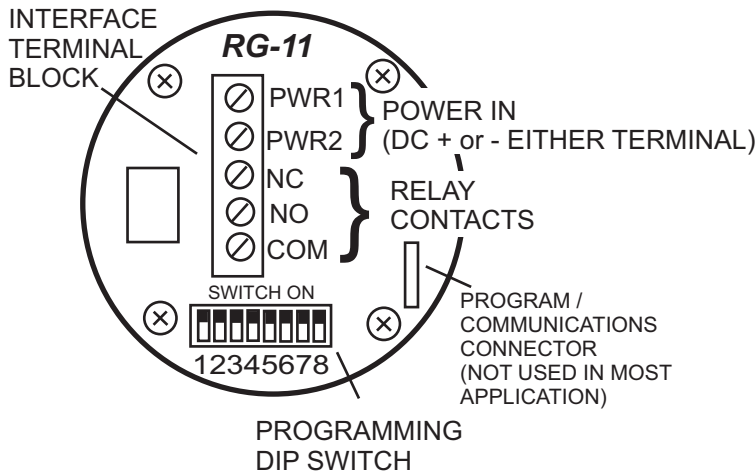 INTERFACE
TERMINAL
BLOCK
RG-11
PWR1
PWR2
NC
NO
COM
POWER IN
(DC + or - EITHER TERMINAL)
RELAY
CONTACTS
SWITCH ON
12345678
PROGRAM /
COMMUNICATIONS
CONNECTOR
(NOT USED IN MOST
APPLICATION)
PROGRAMMING
DIP SWITCH